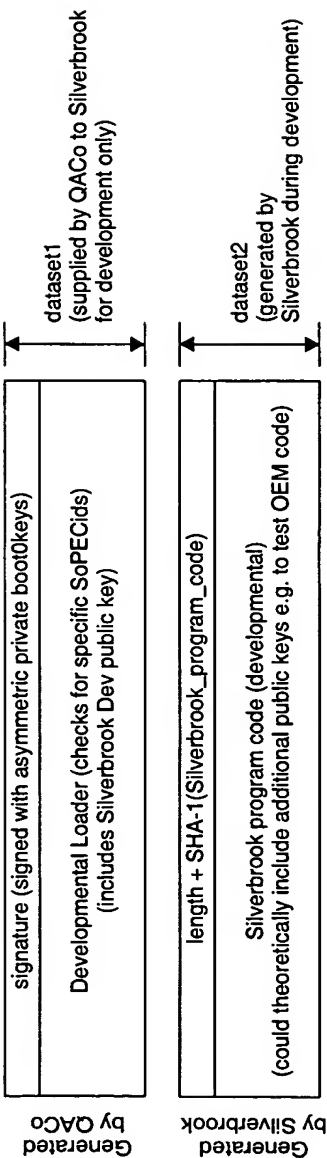 Generated
by QACo
signature (signed with asymmetric private boot0keys)
Developmental Loader (checks for specific SoPECids)
(includes Silverbrook Dev public key)
dataset1
(supplied by QACo to Silverbrook
for development only)
Generated
by Silverbrook
length + SHA-1(Silverbrook_program_code)
Silverbrook program code (developmental)
(could theoretically include additional public keys e.g. to test OEM code)
dataset2
(generated by
Silverbrook during development)